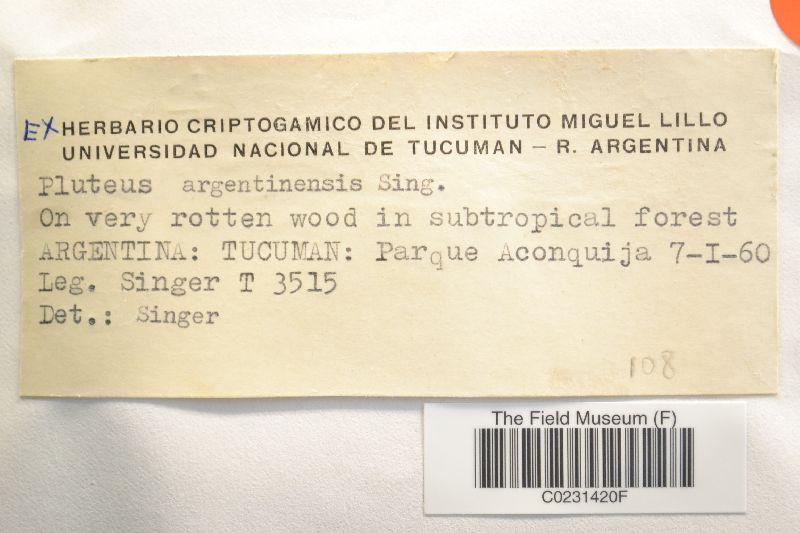 EX HERBARIO CRIPTOGAMICO DEL INSTITUTO MIGUEL LILLO
UNIVERSIDAD NACIONAL DE TUCUMAN – R. ARGENTINA
Pluteus argentinensis Sing.
On very rotten wood in subtropical forest
ARGENTINA: TUCUMAN: Parque Aconquija 7-I-60
Leg. Singer T 3515
Det.: Singer
108
The Field Museum (F)
C0231420F